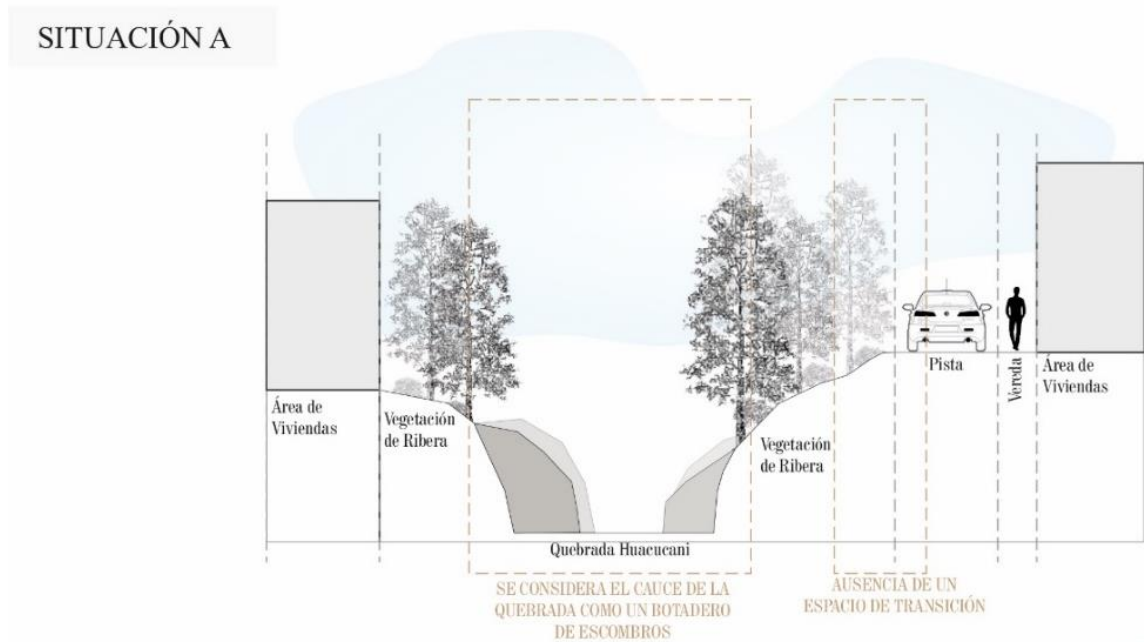 SITUACIÓN A
Área de
Viviendas
Vegetación
de Ribera
Quebrada Huacucani
Vegetación
de Ribera
Pista
Vereda
Área de
Viviendas
SE CONSIDERA EL CAUCE DE LA
QUEBRADA COMO UN BOTADERO
DE ESCOMBROS
AUSENCIA DE UN
ESPACIO DE TRANSICIÓN